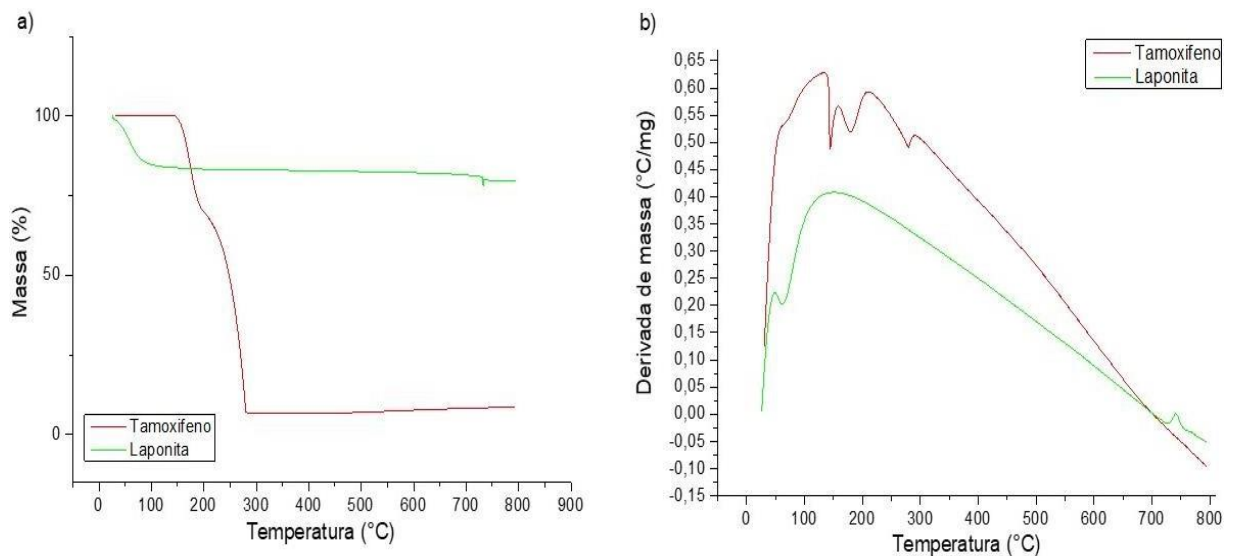 a)
Massa (%)
100
50
0
Tamoxifeno
Laponita
0 100 200 300 400 500 600 700 800 900
Temperatura (°C)
b)
Tamoxifeno
Laponita
Derivada de massa (°C/mg)
0,65
0,60
0,55
0,50
0,45
0,40
0,35
0,30
0,25
0,20
0,15
0,10
0,05
0,00
-0,05
-0,10
-0,15
0 100 200 300 400 500 600 700 800
Temperatura (°C)